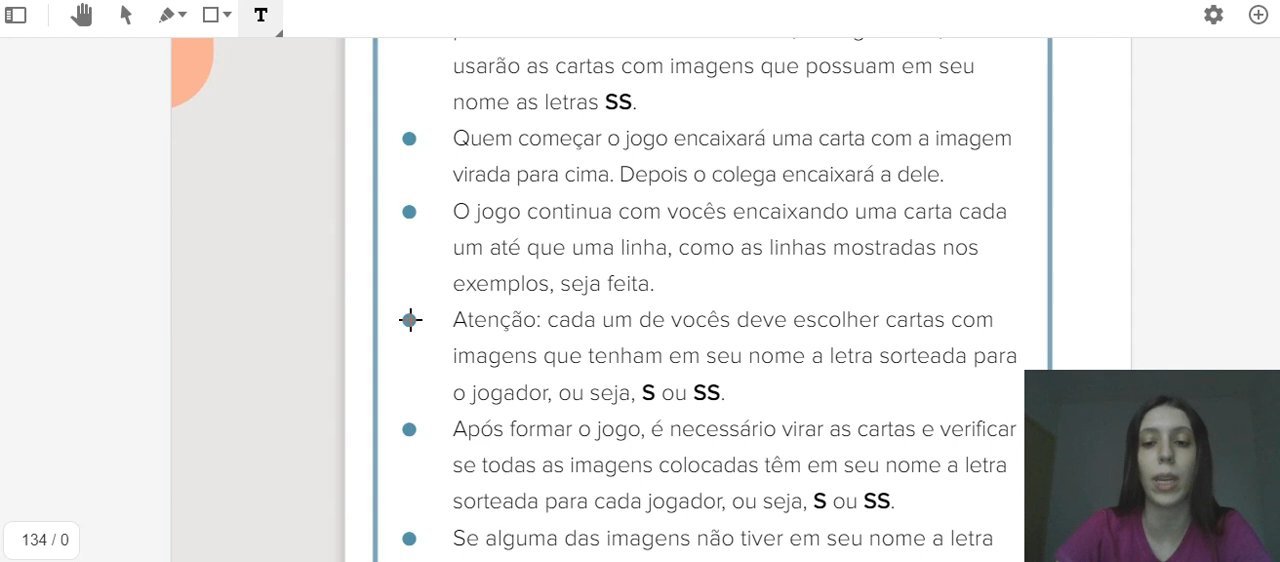 T
usarão as cartas com imagens que possuam em seu
nome as letras SS.
Quem começar o jogo encaixará uma carta com a imagem
virada para cima. Depois o colega encaixará a dele.
O jogo continua com vocês encaixando uma carta cada
um até que uma linha, como as linhas mostradas nos
exemplos, seja feita.
Atenção: cada um de vocês deve escolher cartas com
imagens que tenham em seu nome a letra sorteada para
o jogador, ou seja, S ou SS.
Após formar o jogo, é necessário virar as cartas e verificar
se todas as imagens colocadas têm em seu nome a letra
sorteada para cada jogador, ou seja, S ou SS.
Se alguma das imagens não tiver em seu nome a letra
134 / 0